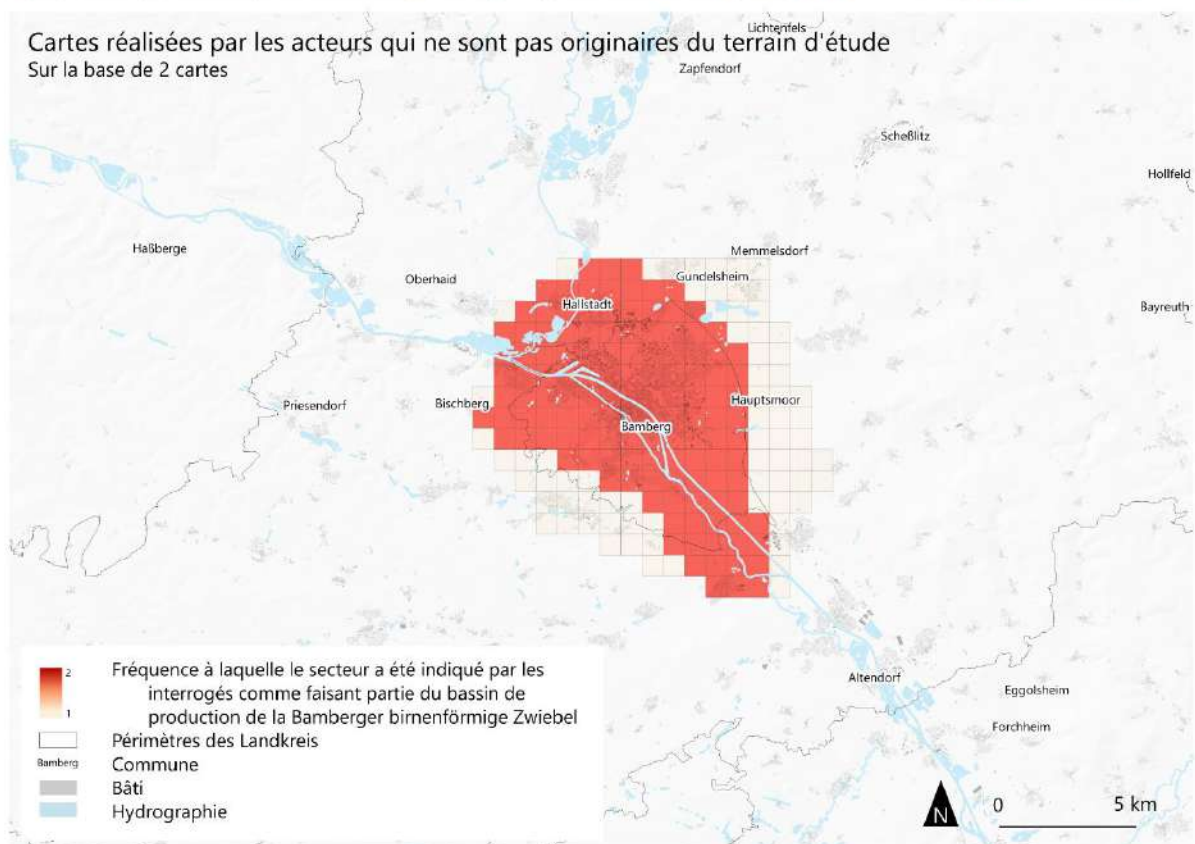 Cartes réalisées par les acteurs qui ne sont pas originaires du terrain d'étude
Sur la base de 2 cartes
Lichtenfels
Zapfendorf
Scheßlitz
Hollfeld
Haßberge
Memmelsdorf
Oberhaid
Gundelsheim
Hallstadt
Bayreuth
Priesendorf
Bischberg
Hauptsmoor
Bamberg
Altendorf
Eggolsheim
Forchheim
2
1
Fréquence à laquelle le secteur a été indiqué par les
interrogés comme faisant partie du bassin de
production de la Bamberger birnenförmige Zwiebel
Périmètres des Landkreis
Bamberg Commune
Bâti
Hydrographie
N
0 5 km